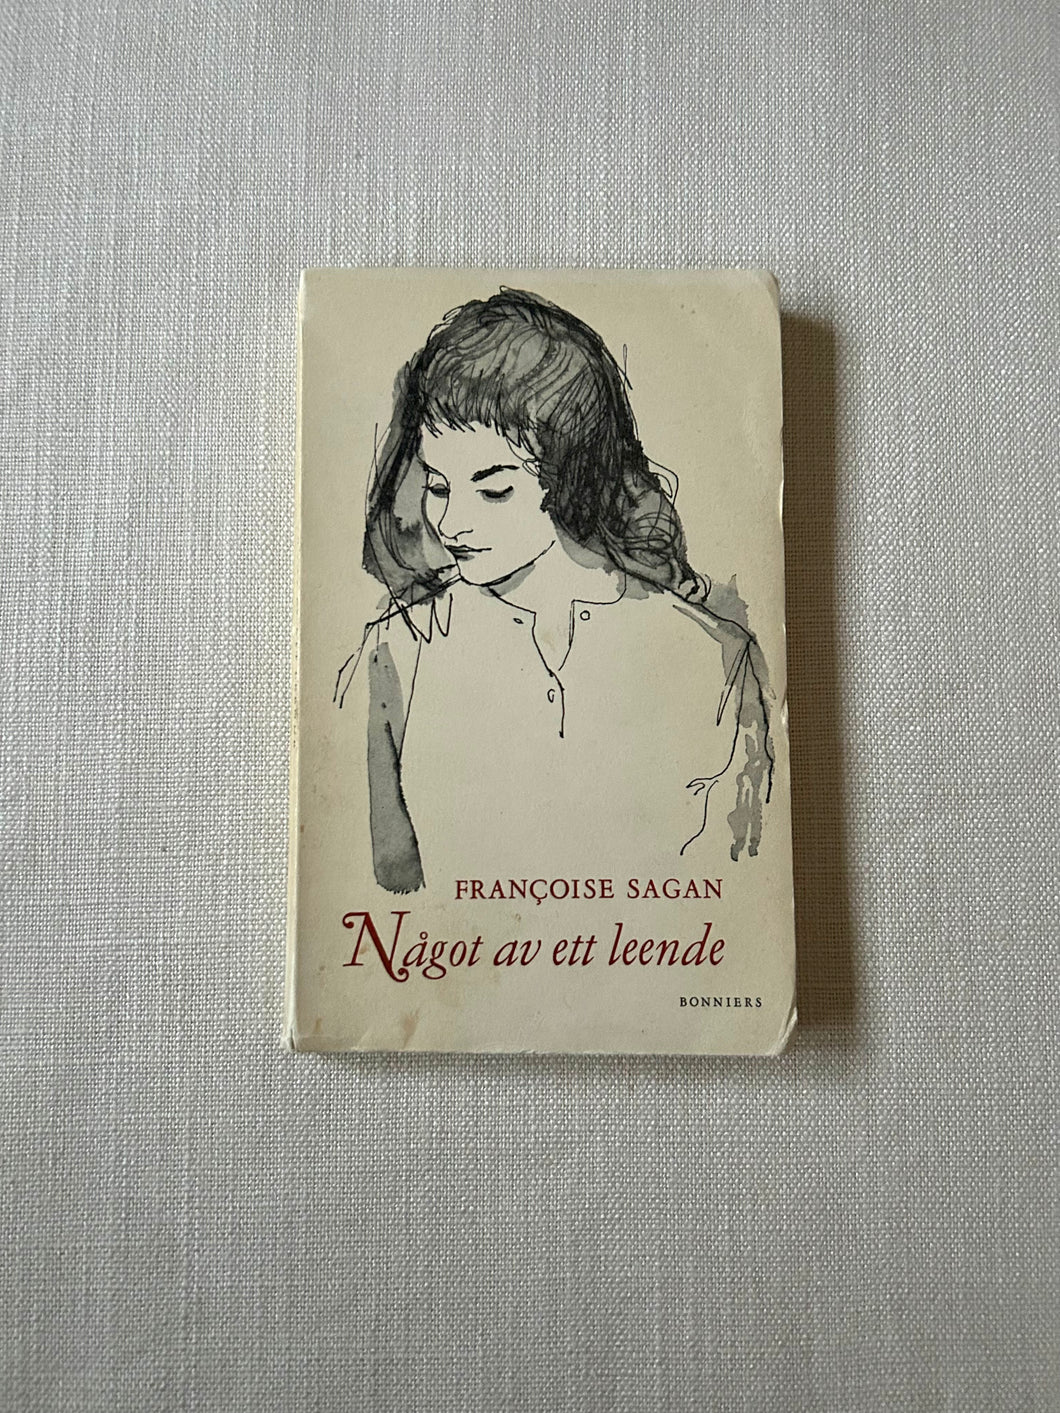 FRANÇOISE SAGAN
Något av ett leende
BONNIERS